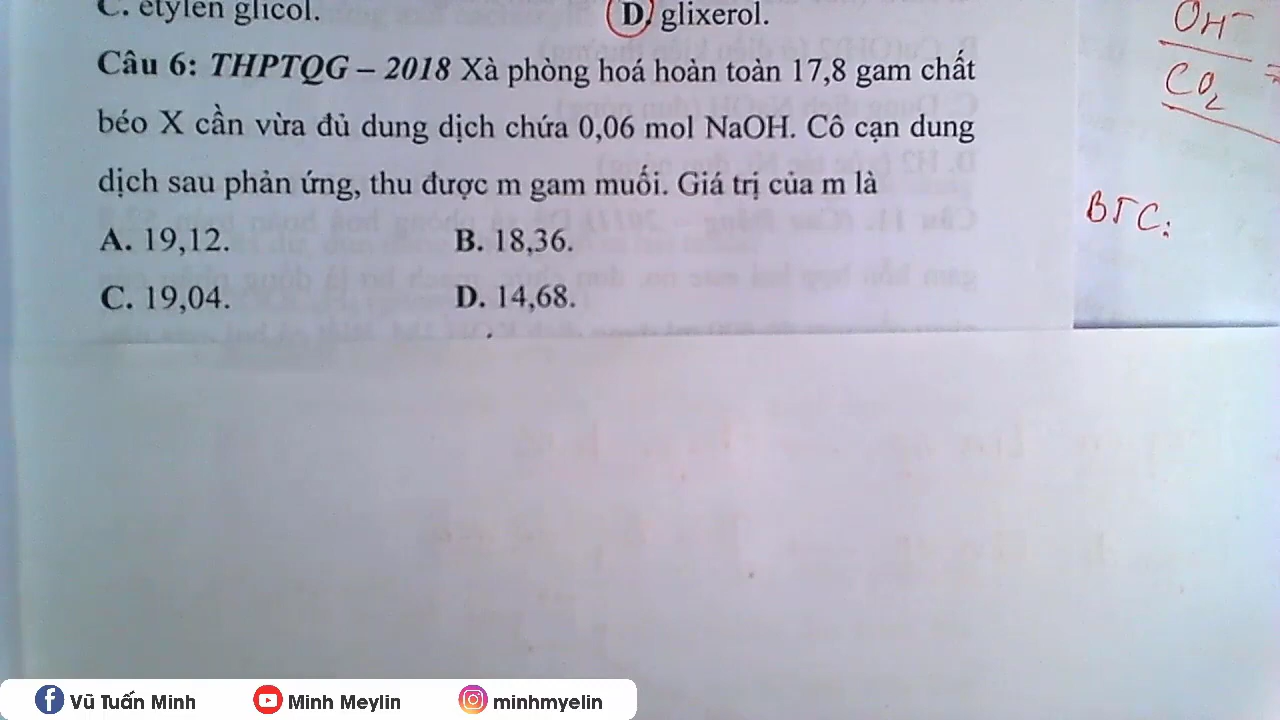 C. etylen glicol. D. glixerol.
Câu 6: THPTQG – 2018 Xà phòng hoá hoàn toàn 17,8 gam chất
béo X cần vừa đủ dung dịch chứa 0,06 mol NaOH. Cô cạn dung
dịch sau phản ứng, thu được m gam muối. Giá trị của m là
A. 19,12. B. 18,36.
C. 19,04. D. 14,68.
OH⁻
CO₂
BTC:
Vũ Tuấn Minh Minh Meylin minhmyelin